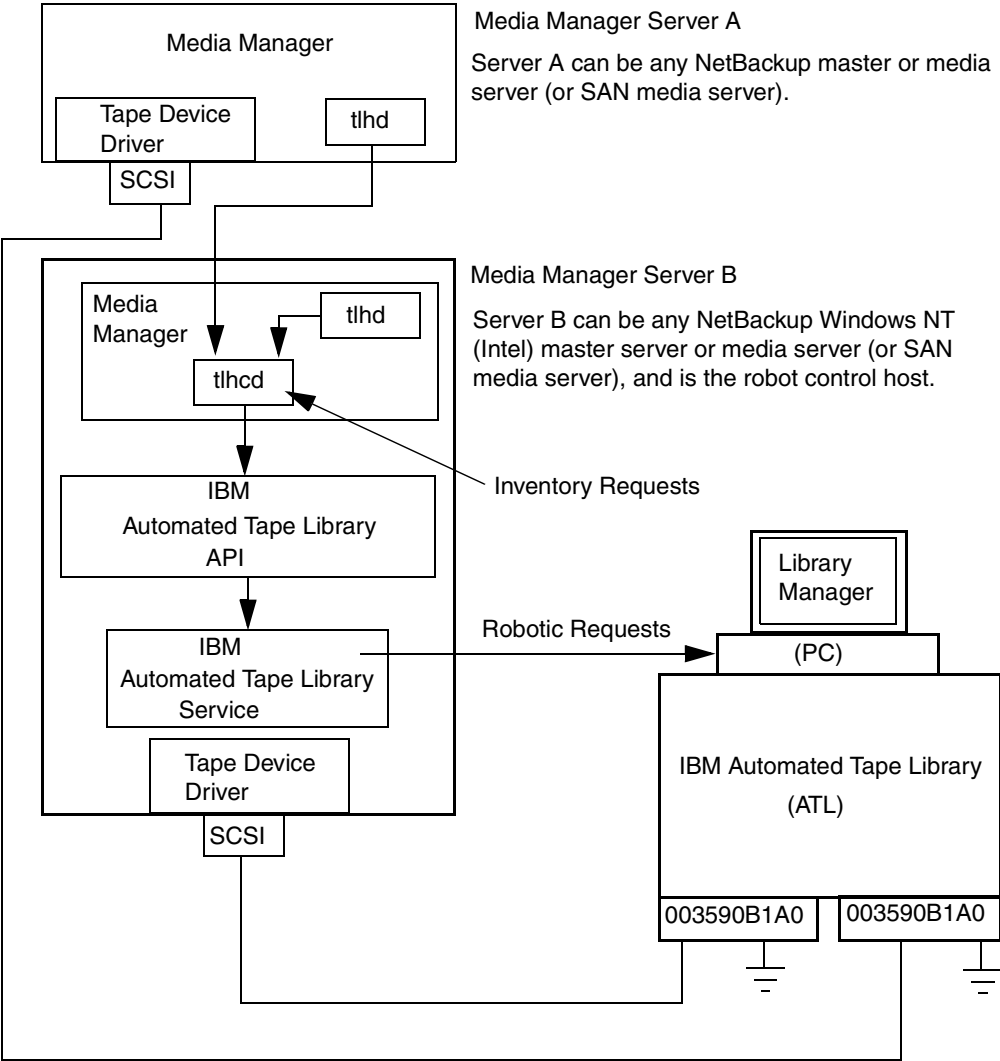 Media Manager
Tape Device
Driver
tlhd
SCSI
Media Manager Server A
Server A can be any NetBackup master or media
server (or SAN media server).
Media
Manager
tlhd
tlhcd
Media Manager Server B
Server B can be any NetBackup Windows NT
(Intel) master server or media server (or SAN
media server), and is the robot control host.
IBM
Automated Tape Library
API
Inventory Requests
IBM
Automated Tape Library
Service
Robotic Requests
Library
Manager
(PC)
Tape Device
Driver
SCSI
IBM Automated Tape Library
(ATL)
003590B1A0
003590B1A0